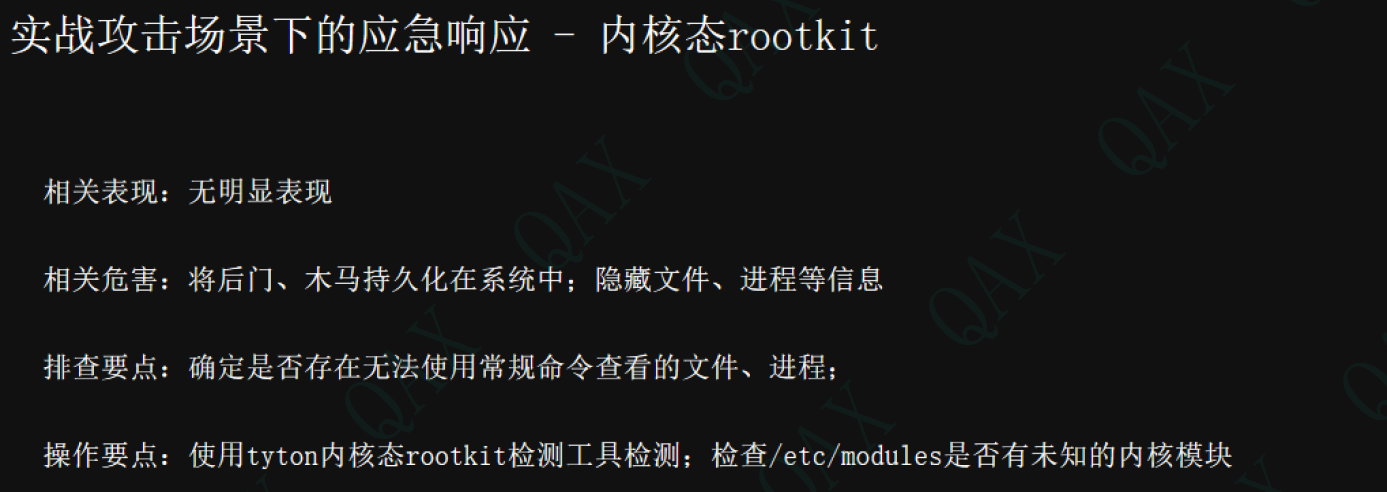 实战攻击场景下的应急响应 - 内核态rootkit
相关表现：无明显表现
相关危害：将后门、木马持久化在系统中；隐藏文件、进程等信息
排查要点：确定是否存在无法使用常规命令查看的文件、进程；
操作要点：使用tyton内核态rootkit检测工具检测；检查/etc/modules是否有未知的内核模块
QAX
QAX
QAX
QAX
QAX
QAX